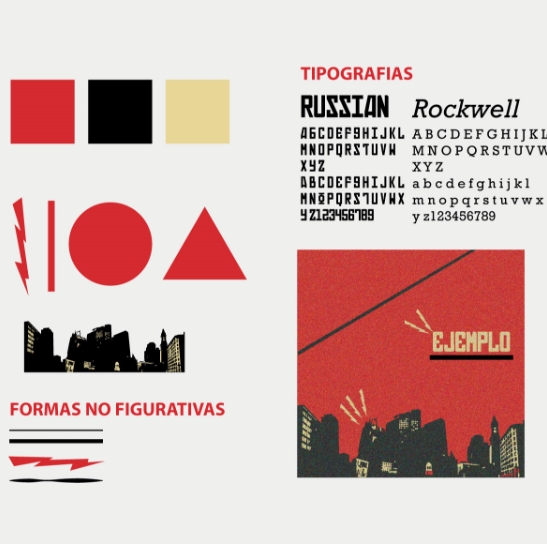 TIPOGRAFIAS
RUSSIAN
ABCDEFGHIJKL
MNOPQRSTUVW
XYZ
ABCDEFGHIJKL
MNOPQRSTUVWX
YZ123456789
Rockwell
ABCDEFGHIJKL
MNOPQRSTUVW
XYZ
abcdefghijkl
mnopqrstuvwx
yz123456789
EJEMPLO
FORMAS NO FIGURATIVAS